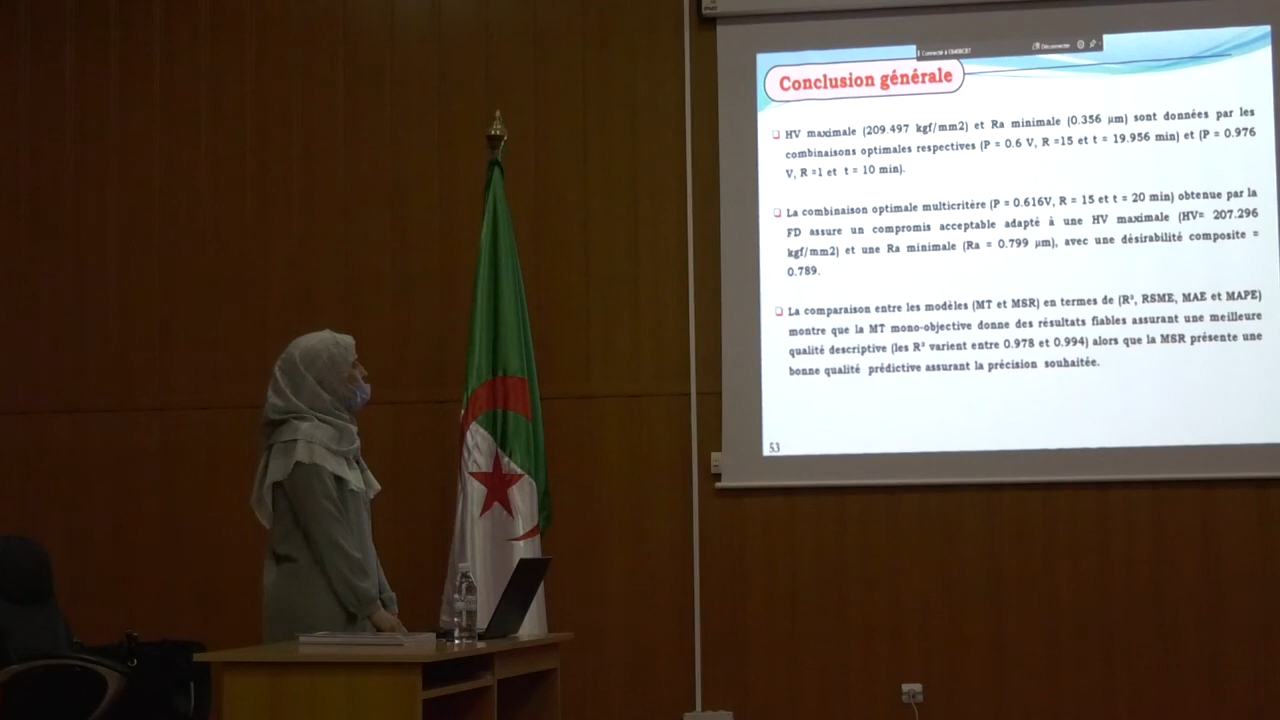 Déconnecter
Conclusion générale
HV maximale (209.497 kgf/mm2) et Ra minimale (0.356 µm) sont données par les
combinaisons optimales respectives (P = 0.6 V, R =15 et t = 19.956 min) et (P = 0.976
V, R =1 et t = 10 min).
La combinaison optimale multicritère (P = 0.616V, R = 15 et t = 20 min) obtenue par la
FD assure un compromis acceptable adapté à une HV maximale (HV= 207.296
kgf/mm2) et une Ra minimale (Ra = 0.799 µm), avec une désirabilité composite =
0.789.
La comparaison entre les modèles (MT et MSR) en termes de (R², RSME, MAE et MAPE)
montre que la MT mono-objective donne des résultats fiables assurant une meilleure
qualité descriptive (les R² varient entre 0.978 et 0.994) alors que la MSR présente une
bonne qualité prédictive assurant la précision souhaitée.
53